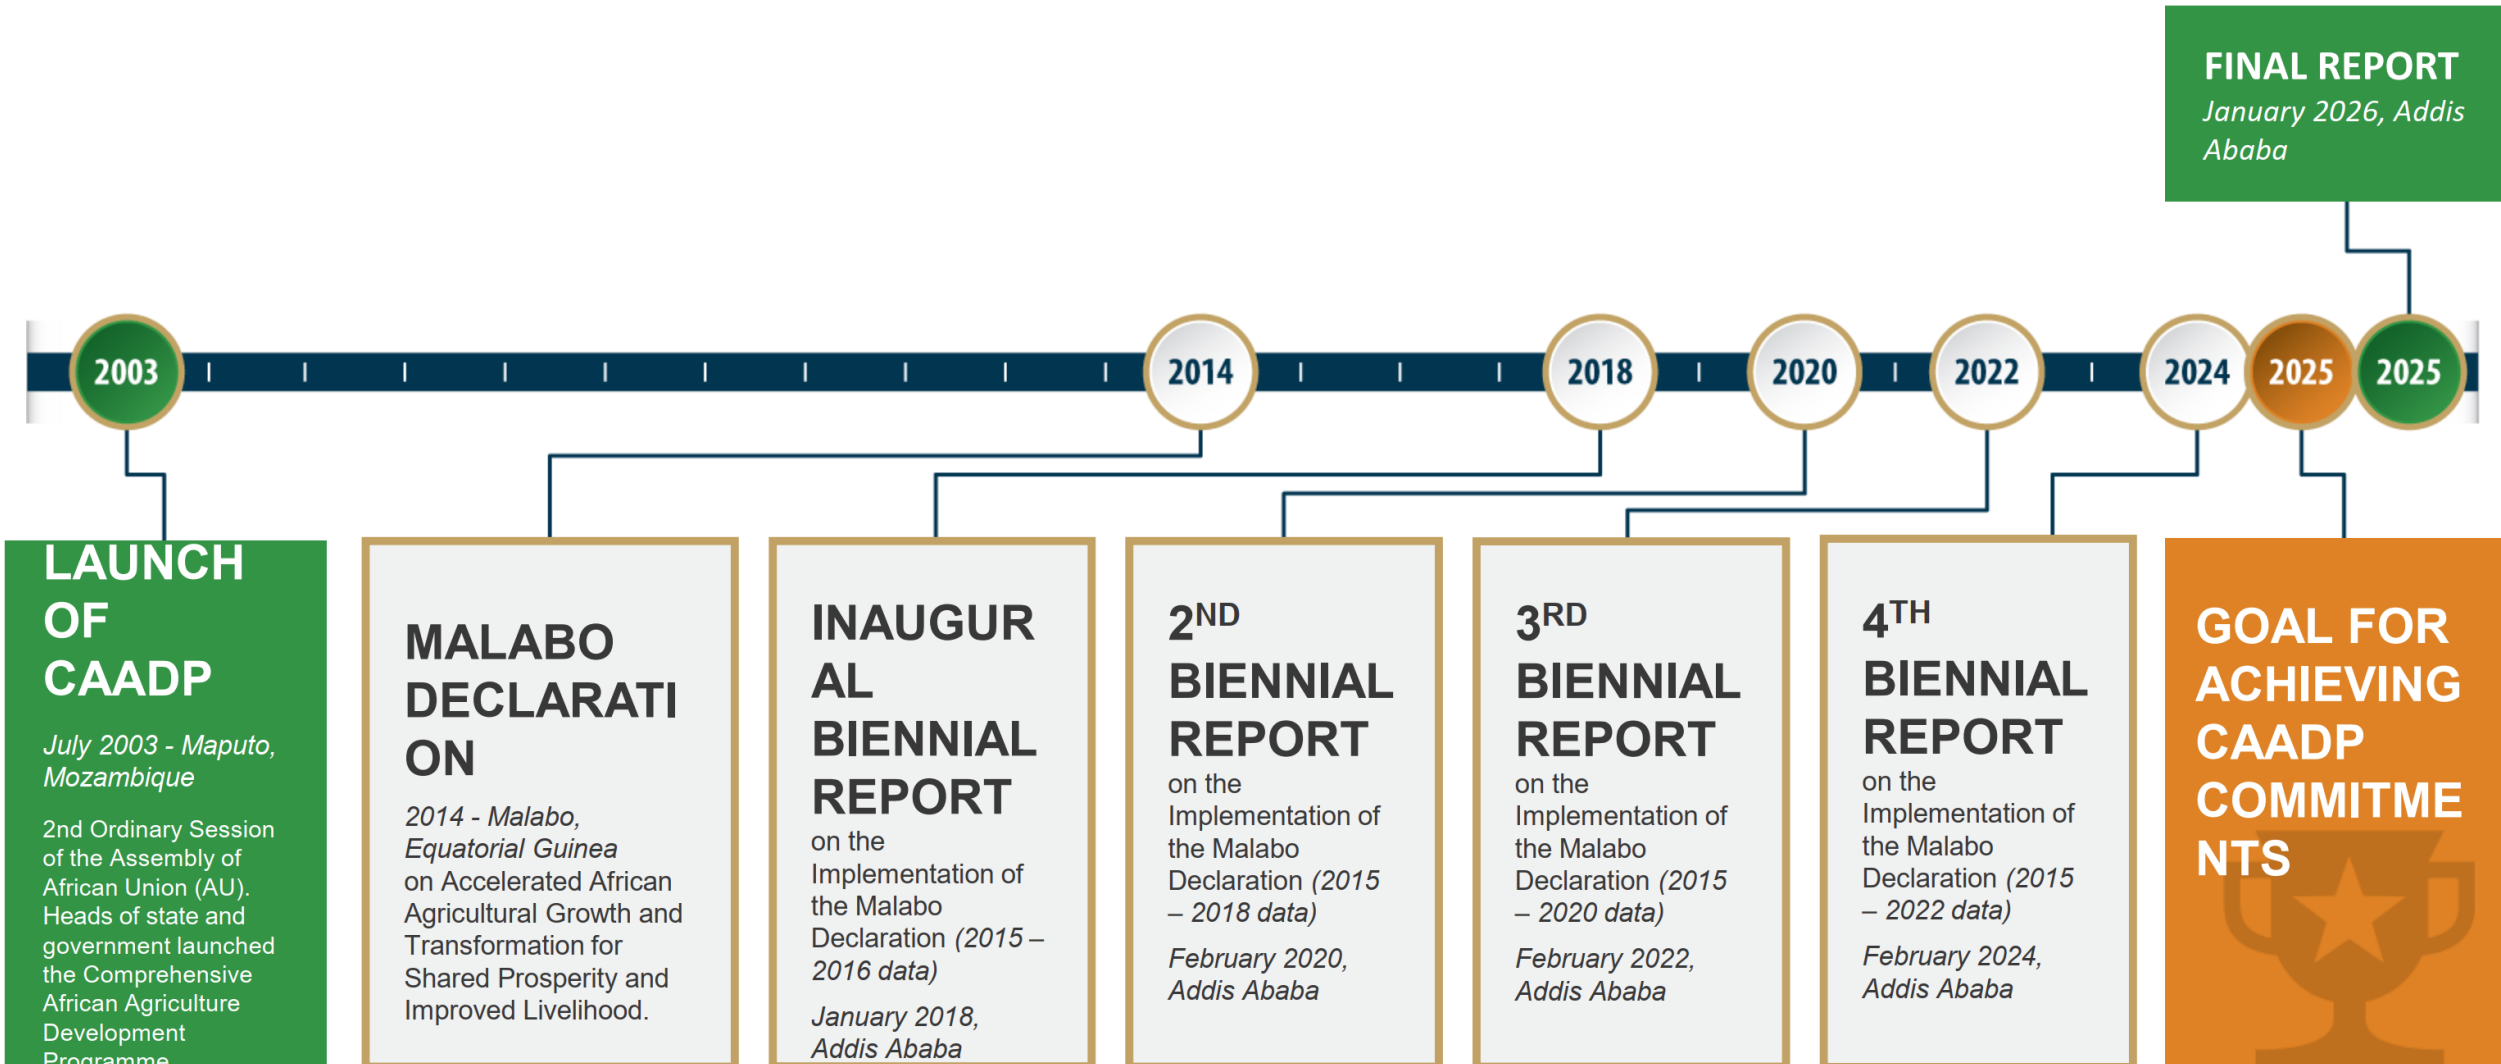 FINAL REPORT
January 2026, Addis
Ababa
2003
2014
2018
2020
2022
2024
2025
2025
LAUNCH
OF
CAADP
July 2003 - Maputo,
Mozambique
2nd Ordinary Session
of the Assembly of
African Union (AU).
Heads of state and
government launched
the Comprehensive
African Agriculture
Development
Programme
MALABO
DECLARATI
ON
2014 - Malabo,
Equatorial Guinea
on Accelerated African
Agricultural Growth and
Transformation for
Shared Prosperity and
Improved Livelihood.
INAUGUR
AL
BIENNIAL
REPORT
on the
Implementation of
the Malabo
Declaration (2015 –
2016 data)
January 2018,
Addis Ababa
2ND
BIENNIAL
REPORT
on the
Implementation of
the Malabo
Declaration (2015
– 2018 data)
February 2020,
Addis Ababa
3RD
BIENNIAL
REPORT
on the
Implementation of
the Malabo
Declaration (2015
– 2020 data)
February 2022,
Addis Ababa
4TH
BIENNIAL
REPORT
on the
Implementation of
the Malabo
Declaration (2015
– 2022 data)
February 2024,
Addis Ababa
GOAL FOR
ACHIEVING
CAADP
COMMITME
NTS